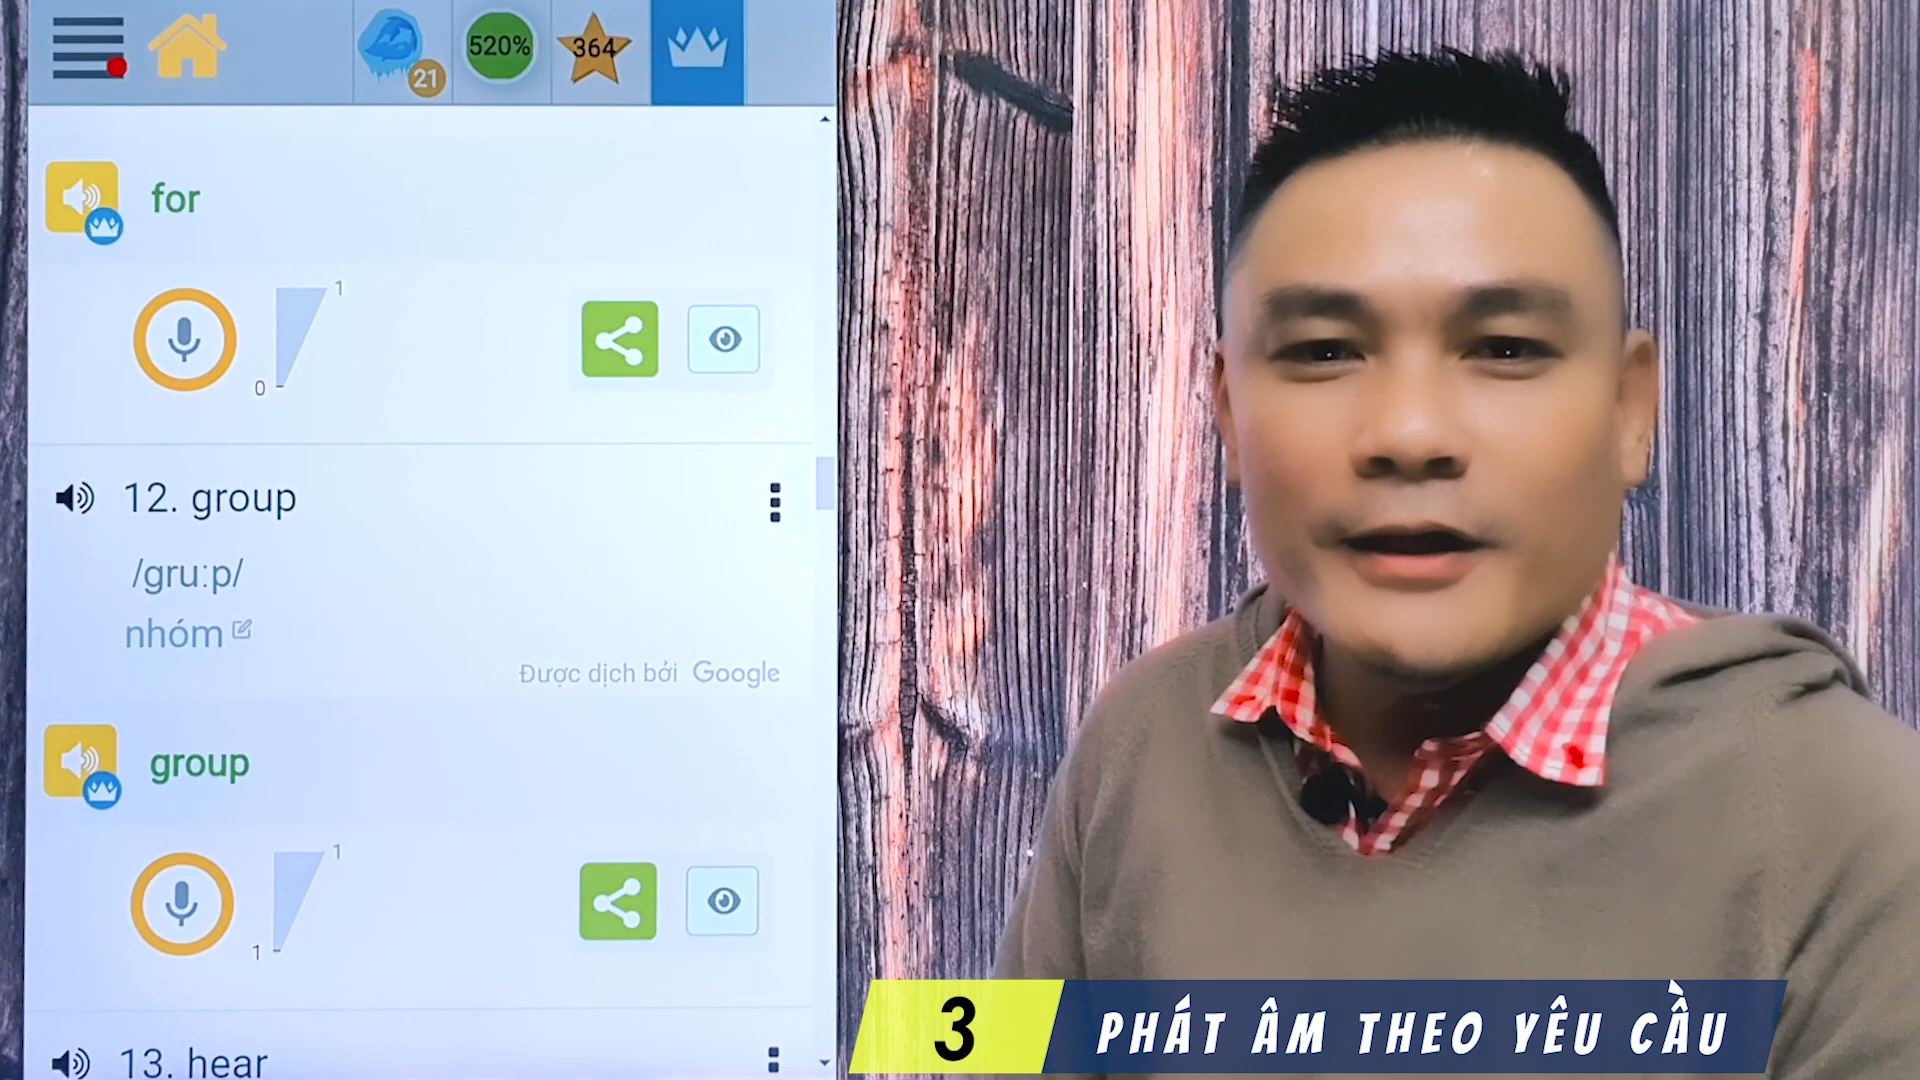 21
520%
364
for
1
0
12. group
/gru:p/
nhóm
Được dịch bởi Google
group
1
1
13. hear
3
PHÁT ÂM THEO YÊU CẦU